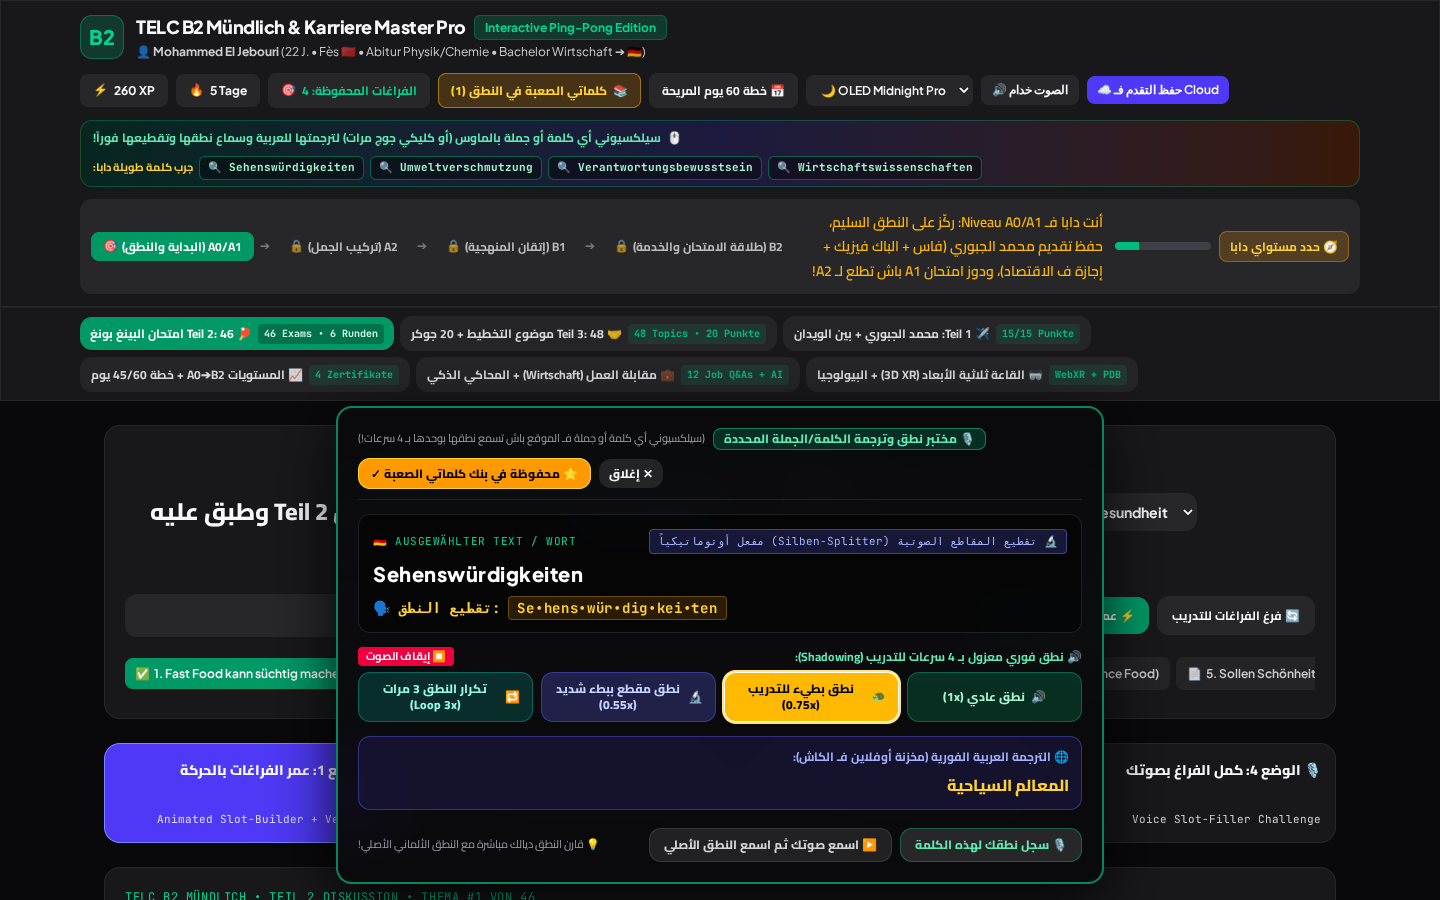 B2
TELC B2 Mündlich & Karriere Master Pro
Interactive Ping-Pong Edition
👤 Mohammed El Jebouri (22 J. • Fès 🇲🇦 • Abitur Physik/Chemie • Bachelor Wirtschaft ➔ 🇩🇪)
⚡ 260 XP
🔥 5 Tage
🎯 الفراغات المحفوظة: 4
📚 كلماتي الصعبة في النطق (1)
📅 خطة 60 يوم المريحة
🌙 OLED Midnight Pro
الصوت خدام 🔊
☁️ حفظ التقدم فـ Cloud
🖱️ سيلكسيوني أي كلمة أو جملة بالماوس (أو كليكي جوج مرات) لترجمتها للعربية وسماع نطقها وتقطيعها فوراً!
جرب كلمة طويلة دابا:
🔍 Sehenswürdigkeiten
🔍 Umweltverschmutzung
🔍 Verantwortungsbewusstsein
🔍 Wirtschaftswissenschaften
🎯 A0/A1 (البداية والنطق)
➔
🔒 A2 (تركيب الجمل)
➔
🔒 B1 (إتقان المنهجية)
➔
🔒 B2 (طلاقة الامتحان والخدمة)
أنت دابا فـ Niveau A0/A1: ركّز على النطق السليم،
حفظ تقديم محمد الجبوري (فاس + الباك فيزيك +
إجازة ف الاقتصاد)، ودوز امتحان A1 باش تطلع لـ A2!
🧭 حدد مستواي دابا
🏓 Teil 2: 46 امتحان البينغ بونغ
46 Exams • 6 Runden
🤝 Teil 3: 48 موضوع التخطيط + 20 جوكر
48 Topics • 20 Punkte
✈️ Teil 1: محمد الجبوري + بين الويدان
15/15 Punkte
📈 المستويات A0➔B2 + خطة 45/60 يوم
4 Zertifikate
💼 مقابلة العمل (Wirtschaft) + المحاكي الذكي
12 Job Q&As + AI
🥽 القاعة ثلاثية الأبعاد (3D XR) + البيولوجيا
WebXR + PDB
🎙️ مختبر نطق وترجمة الكلمة/الجملة المحددة
(سيلكسيوني أي كلمة أو جملة فـ الموقع باش تسمع نطقها بوحدها بـ 4 سرعات!)
⭐ محفوظة في بنك كلماتي الصعبة ✓
✕ إغلاق
🇩🇪 AUSGEWÄHLTER TEXT / WORT
🔬 تقطيع المقاطع الصوتية (Silben-Splitter) مفعل أوتوماتيكياً
Sehenswürdigkeiten
🗣️ تقطيع النطق:
Se•hens•wür•dig•kei•ten
🔊 نطق فوري معزول بـ 4 سرعات للتدريب (Shadowing):
⏹️ إيقاف الصوت
🔊 نطق عادي (1x)
🐢 نطق بطيء للتدريب (0.75x)
🔬 نطق مقطع ببطء شديد (0.55x)
🔁 تكرار النطق 3 مرات (Loop 3x)
🌐 الترجمة العربية الفورية (مخزنة أوفلاين فـ الكاش):
المعالم السياحية
🎙️ سجل نطقك لهذه الكلمة
▶️ اسمع صوتك ثم اسمع النطق الأصلي
💡 قارن النطق ديالك مباشرة مع النطق الألماني الأصلي!
Teil 2 وطبق عليه
esundheit
⚡ عم
🔄 فرغ الفراغات للتدريب
✅ 1. Fast Food kann süchtig mache
nce Food)
📄 5. Sollen Schönheit
ع 1: عمر الفراغات بالحركة
Animated Slot-Builder + Ve
🎙️ الوضع 4: كمل الفراغ بصوتك
Voice Slot-Filler Challenge
TELC B2 MÜNDLICH • TEIL 2 DISKUSSION • THEMA #1 VON 46